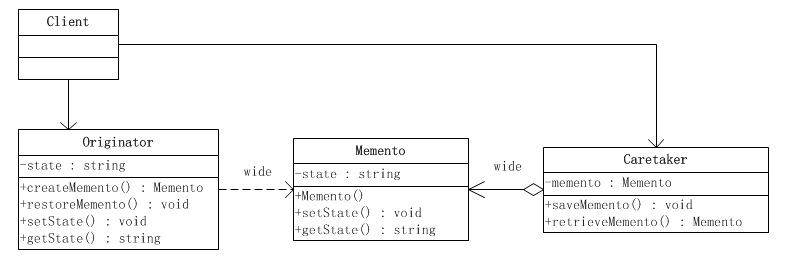 Client
Originator
-state : string
+createMemento() : Memento
+restoreMemento() : void
+setState() : void
+getState() : string
wide
Memento
-state : string
+Memento()
+setState() : void
+getState() : string
wide
Caretaker
-memento : Memento
+saveMemento() : void
+retrieveMemento() : Memento